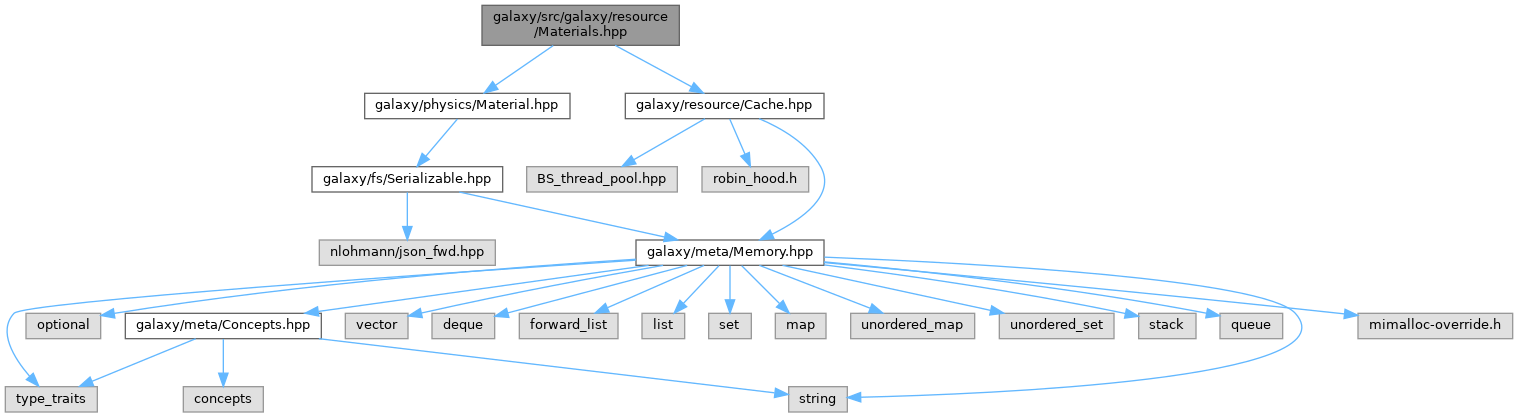 galaxy/src/galaxy/resource
/Materials.hpp
galaxy/physics/Material.hpp
galaxy/resource/Cache.hpp
galaxy/fs/Serializable.hpp
BS_thread_pool.hpp
robin_hood.h
nlohmann/json_fwd.hpp
galaxy/meta/Memory.hpp
optional
galaxy/meta/Concepts.hpp
vector
deque
forward_list
list
set
map
unordered_map
unordered_set
stack
queue
mimalloc-override.h
type_traits
concepts
string